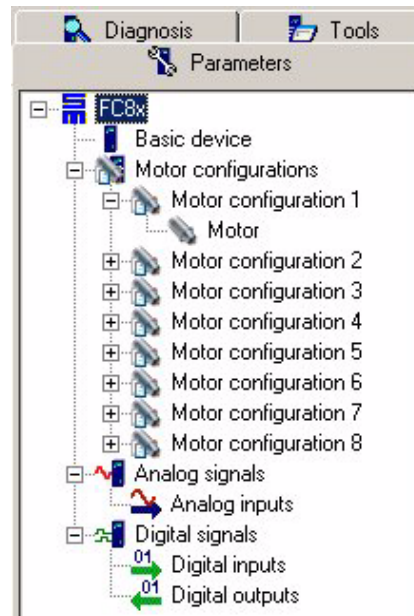 Diagnosis Tools
Parameters
FC8x
Basic device
Motor configurations
Motor configuration 1
Motor
Motor configuration 2
Motor configuration 3
Motor configuration 4
Motor configuration 5
Motor configuration 6
Motor configuration 7
Motor configuration 8
Analog signals
Analog inputs
Digital signals
01 Digital inputs
01 Digital outputs